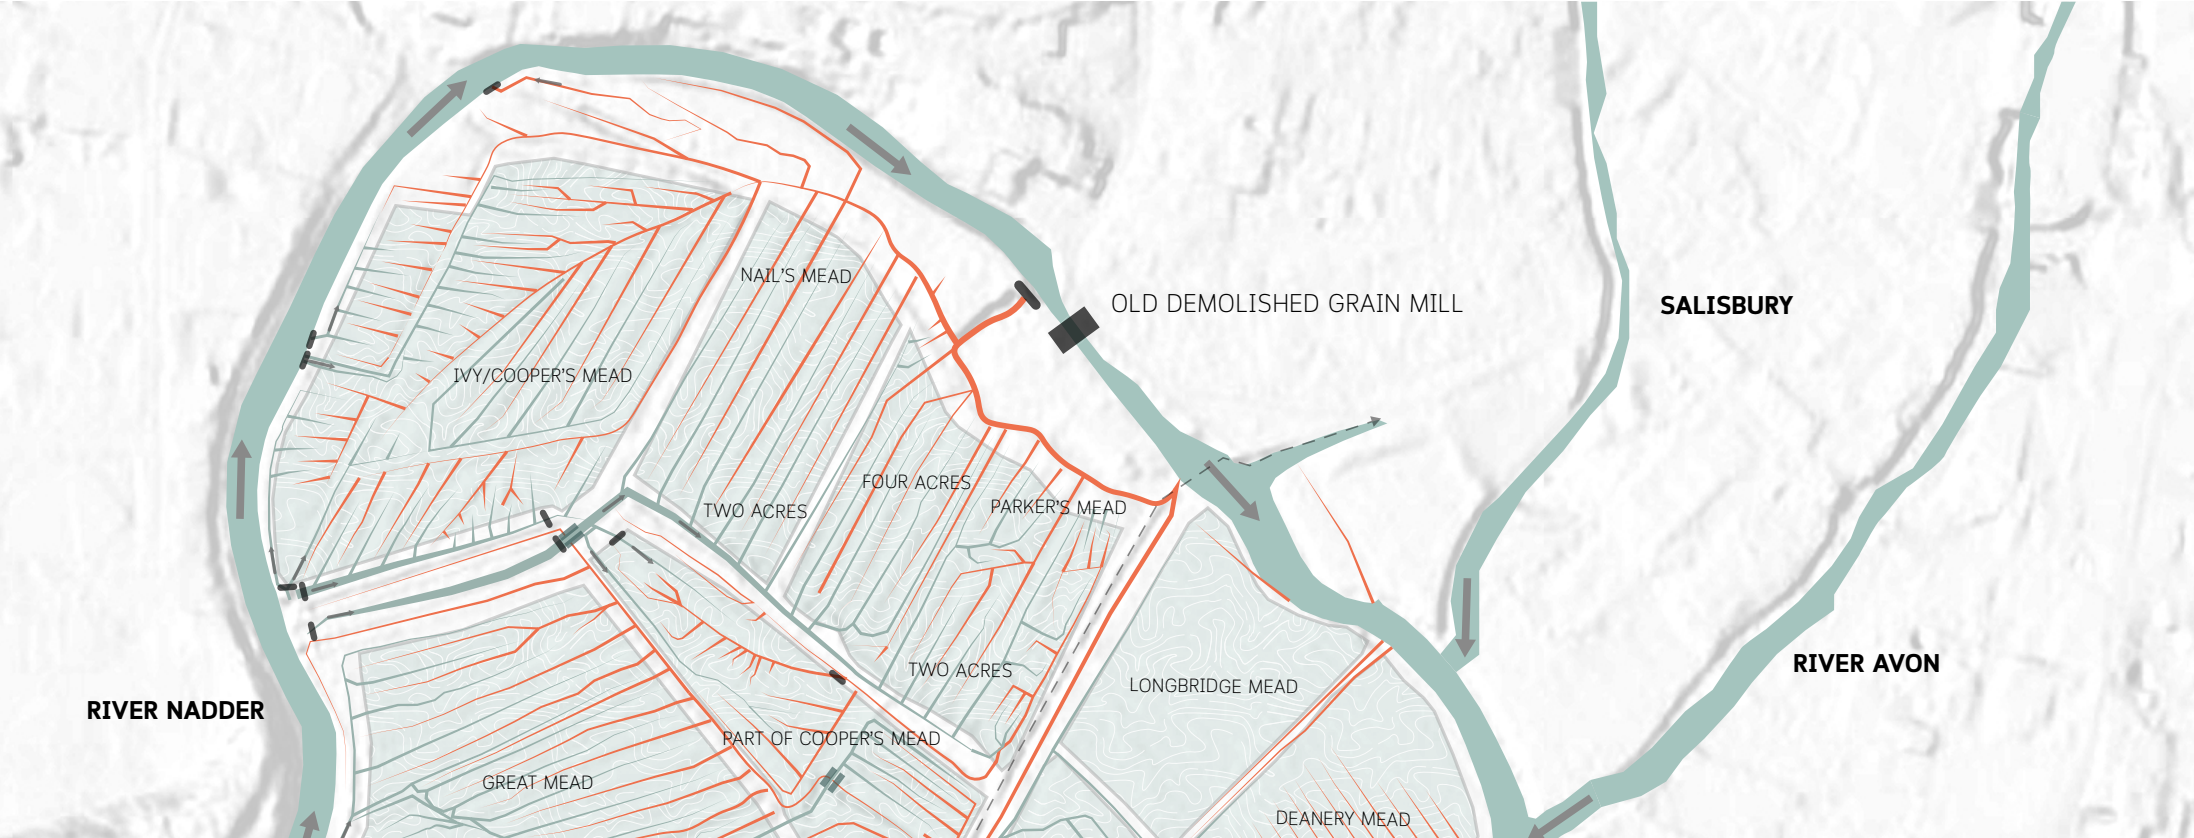 NAIL'S MEAD
OLD DEMOLISHED GRAIN MILL
SALISBURY
IVY/COOPER'S MEAD
FOUR ACRES
TWO ACRES
PARKER'S MEAD
RIVER AVON
TWO ACRES
LONGBRIDGE MEAD
RIVER NADDER
PART OF COOPER'S MEAD
GREAT MEAD
DEANERY MEAD